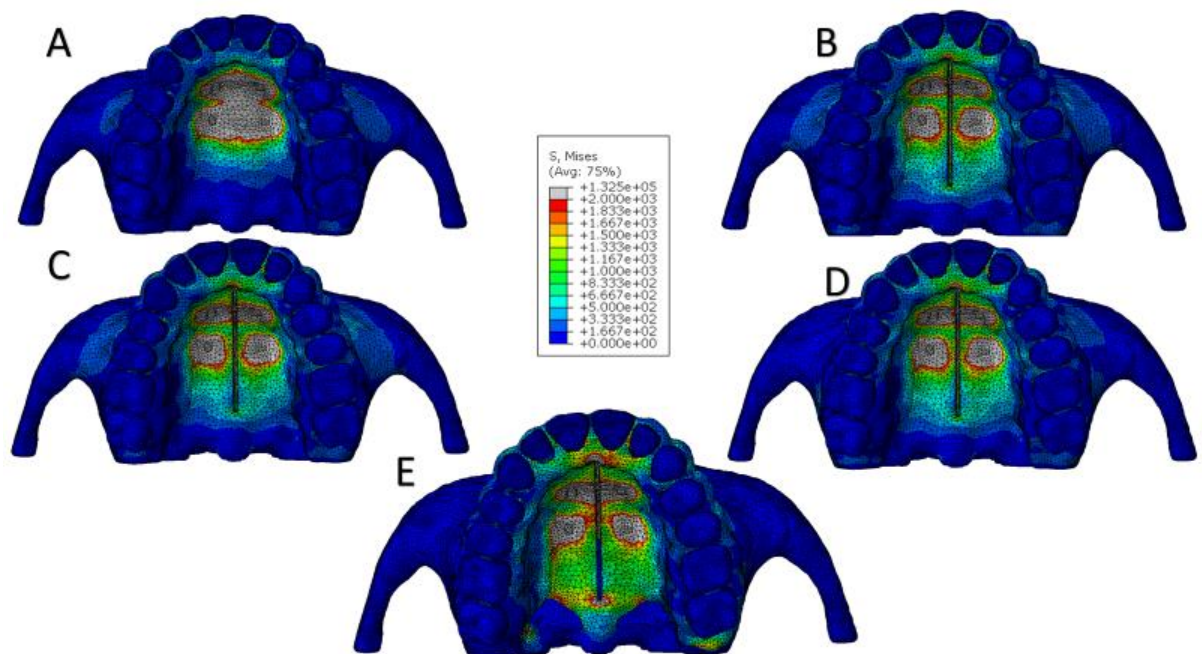 A
B
S, Mises
(Avg: 75%)
+1.325e+05
+2.000e+03
+1.833e+03
+1.667e+03
+1.500e+03
+1.333e+03
+1.167e+03
+1.000e+03
+8.333e+02
+6.667e+02
+5.000e+02
+3.333e+02
+1.667e+02
+0.000e+00
C
D
E